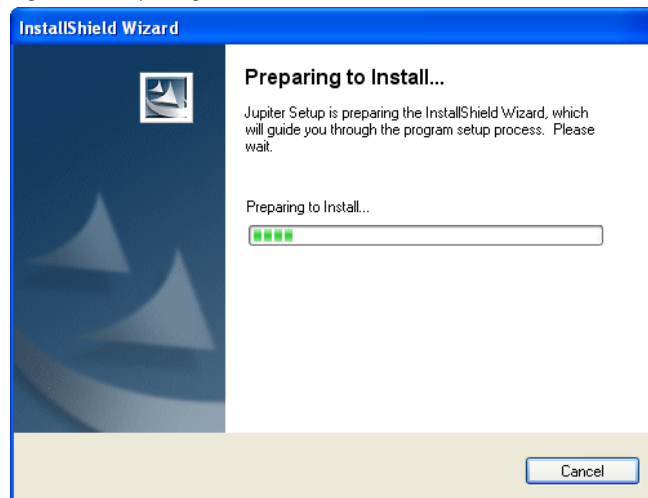 InstallShield Wizard
Preparing to Install...
Jupiter Setup is preparing the InstallShield Wizard, which
will guide you through the program setup process. Please
wait.
Preparing to Install...
Cancel